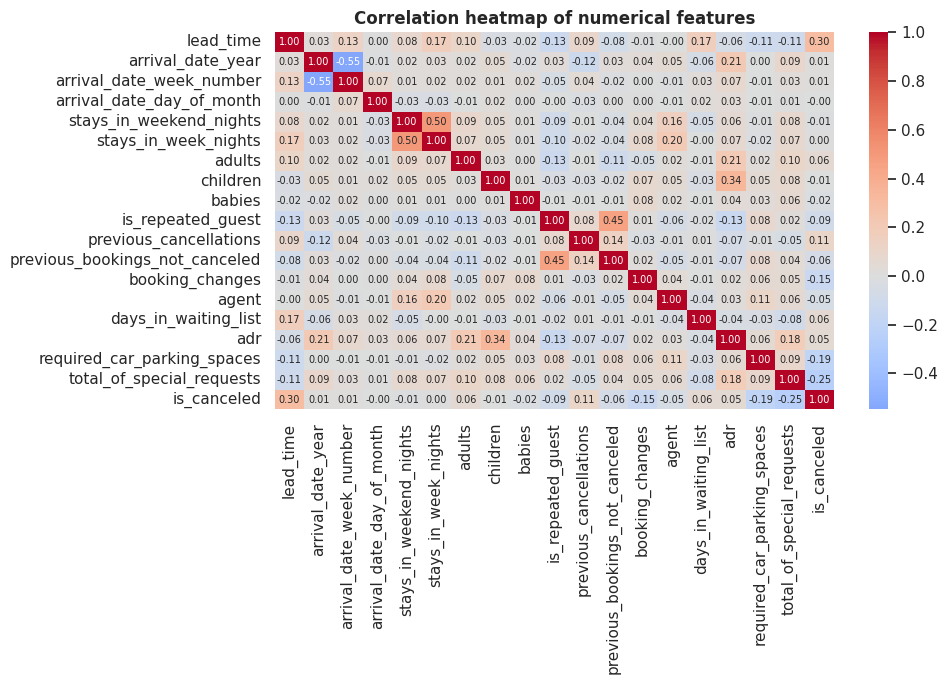 Correlation heatmap of numerical features
lead_time 1.00 0.03 0.13 0.00 0.08 0.17 0.10 -0.03 -0.02 -0.13 0.09 -0.08 -0.01 -0.00 0.17 -0.06 -0.11 -0.11 0.30
arrival_date_year 0.03 1.00 -0.55 -0.01 0.02 0.03 0.02 0.05 -0.02 0.03 -0.12 0.03 0.04 0.05 -0.06 0.21 0.00 0.09 0.01
arrival_date_week_number 0.13 -0.55 1.00 0.07 0.01 0.02 0.02 0.01 0.02 -0.05 0.04 -0.02 0.00 -0.01 0.03 0.07 -0.01 0.03 0.01
arrival_date_day_of_month 0.00 -0.01 0.07 1.00 -0.03 -0.03 -0.01 0.02 0.00 -0.00 -0.03 0.00 0.00 -0.01 0.02 0.03 -0.01 0.01 -0.00
stays_in_weekend_nights 0.08 0.02 0.01 -0.03 1.00 0.50 0.09 0.05 0.01 -0.09 -0.01 -0.04 0.04 0.16 -0.05 0.06 -0.01 0.08 -0.01
stays_in_week_nights 0.17 0.03 0.02 -0.03 0.50 1.00 0.07 0.05 0.01 -0.10 -0.02 -0.04 0.08 0.20 -0.00 0.07 -0.02 0.07 0.00
adults 0.10 0.02 0.02 -0.01 0.09 0.07 1.00 0.03 0.00 -0.13 -0.01 -0.11 -0.05 0.02 -0.01 0.21 0.02 0.10 0.06
children -0.03 0.05 0.01 0.02 0.05 0.05 0.03 1.00 0.01 -0.03 -0.03 -0.02 0.07 0.05 -0.03 0.34 0.05 0.08 -0.01
babies -0.02 -0.02 0.02 0.00 0.01 0.01 0.00 0.01 1.00 -0.01 -0.01 -0.01 0.08 0.02 -0.01 0.04 0.03 0.06 -0.02
is_repeated_guest -0.13 0.03 -0.05 -0.00 -0.09 -0.10 -0.13 -0.03 -0.01 1.00 0.08 0.45 0.01 -0.06 -0.02 -0.13 0.08 0.02 -0.09
previous_cancellations 0.09 -0.12 0.04 -0.03 -0.01 -0.02 -0.01 -0.03 -0.01 0.08 1.00 0.14 -0.03 -0.01 0.01 -0.07 -0.01 -0.05 0.11
previous_bookings_not_canceled -0.08 0.03 -0.02 0.00 -0.04 -0.04 -0.11 -0.02 -0.01 0.45 0.14 1.00 0.02 -0.05 -0.01 -0.07 0.08 0.04 -0.06
booking_changes -0.01 0.04 0.00 0.00 0.04 0.08 -0.05 0.07 0.08 0.01 -0.03 0.02 1.00 0.04 -0.01 0.02 0.06 0.05 -0.15
agent -0.00 0.05 -0.01 -0.01 0.16 0.20 0.02 0.05 0.02 -0.06 -0.01 -0.05 0.04 1.00 -0.04 0.03 0.11 0.06 -0.05
days_in_waiting_list 0.17 -0.06 0.03 0.02 -0.05 -0.00 -0.01 -0.03 -0.01 -0.02 0.01 -0.01 -0.01 -0.04 1.00 -0.04 -0.03 -0.08 0.06
adr -0.06 0.21 0.07 0.03 0.06 0.07 0.21 0.34 0.04 -0.13 -0.07 -0.07 0.02 0.03 -0.04 1.00 0.06 0.18 0.05
required_car_parking_spaces -0.11 0.00 -0.01 -0.01 -0.01 -0.02 0.02 0.05 0.03 0.08 -0.01 0.08 0.06 0.11 -0.03 0.06 1.00 0.09 -0.19
total_of_special_requests -0.11 0.09 0.03 0.01 0.08 0.07 0.10 0.08 0.06 0.02 -0.05 0.04 0.05 0.06 -0.08 0.18 0.09 1.00 -0.25
is_canceled 0.30 0.01 0.01 -0.00 -0.01 0.00 0.06 -0.01 -0.02 -0.09 0.11 -0.06 -0.15 -0.05 0.06 0.05 -0.19 -0.25 1.00
lead_time
arrival_date_year
arrival_date_week_number
arrival_date_day_of_month
stays_in_weekend_nights
stays_in_week_nights
adults
children
babies
is_repeated_guest
previous_cancellations
previous_bookings_not_canceled
booking_changes
agent
days_in_waiting_list
adr
required_car_parking_spaces
total_of_special_requests
is_canceled
1.0
0.8
0.6
0.4
0.2
0.0
−0.2
−0.4